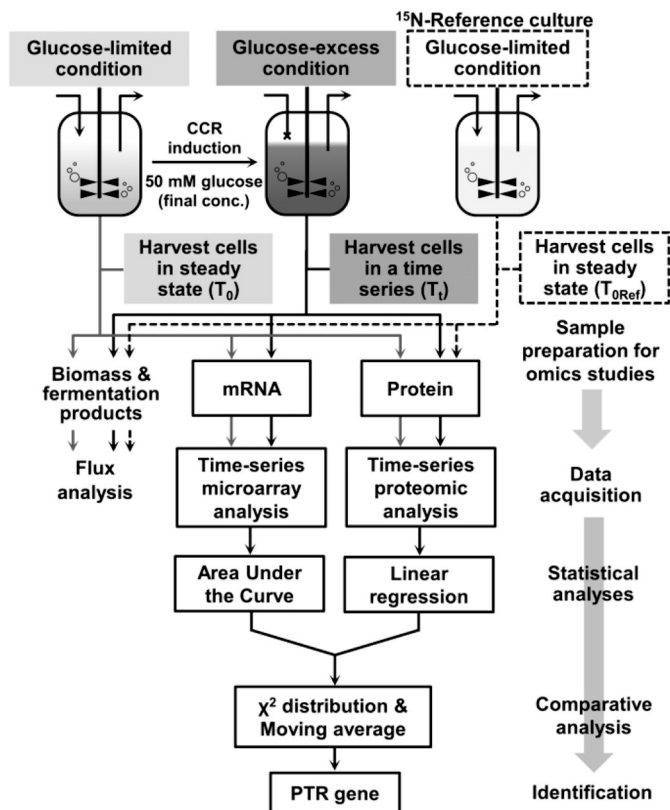 ¹⁵N-Reference culture
Glucose-limited
condition
Glucose-excess
condition
Glucose-limited
condition
CCR
induction
50 mM glucose
(final conc.)
Harvest cells
in steady
state (T₀)
Harvest cells
in a time
series (Tₜ)
Harvest cells
in steady
state (T₀Ref)
Sample
preparation for
omics studies
Biomass &
fermentation
products
mRNA
Protein
Flux
analysis
Time-series
microarray
analysis
Time-series
proteomic
analysis
Data
acquisition
Area Under
the Curve
Linear
regression
Statistical
analyses
χ² distribution &
Moving average
Comparative
analysis
PTR gene
Identification